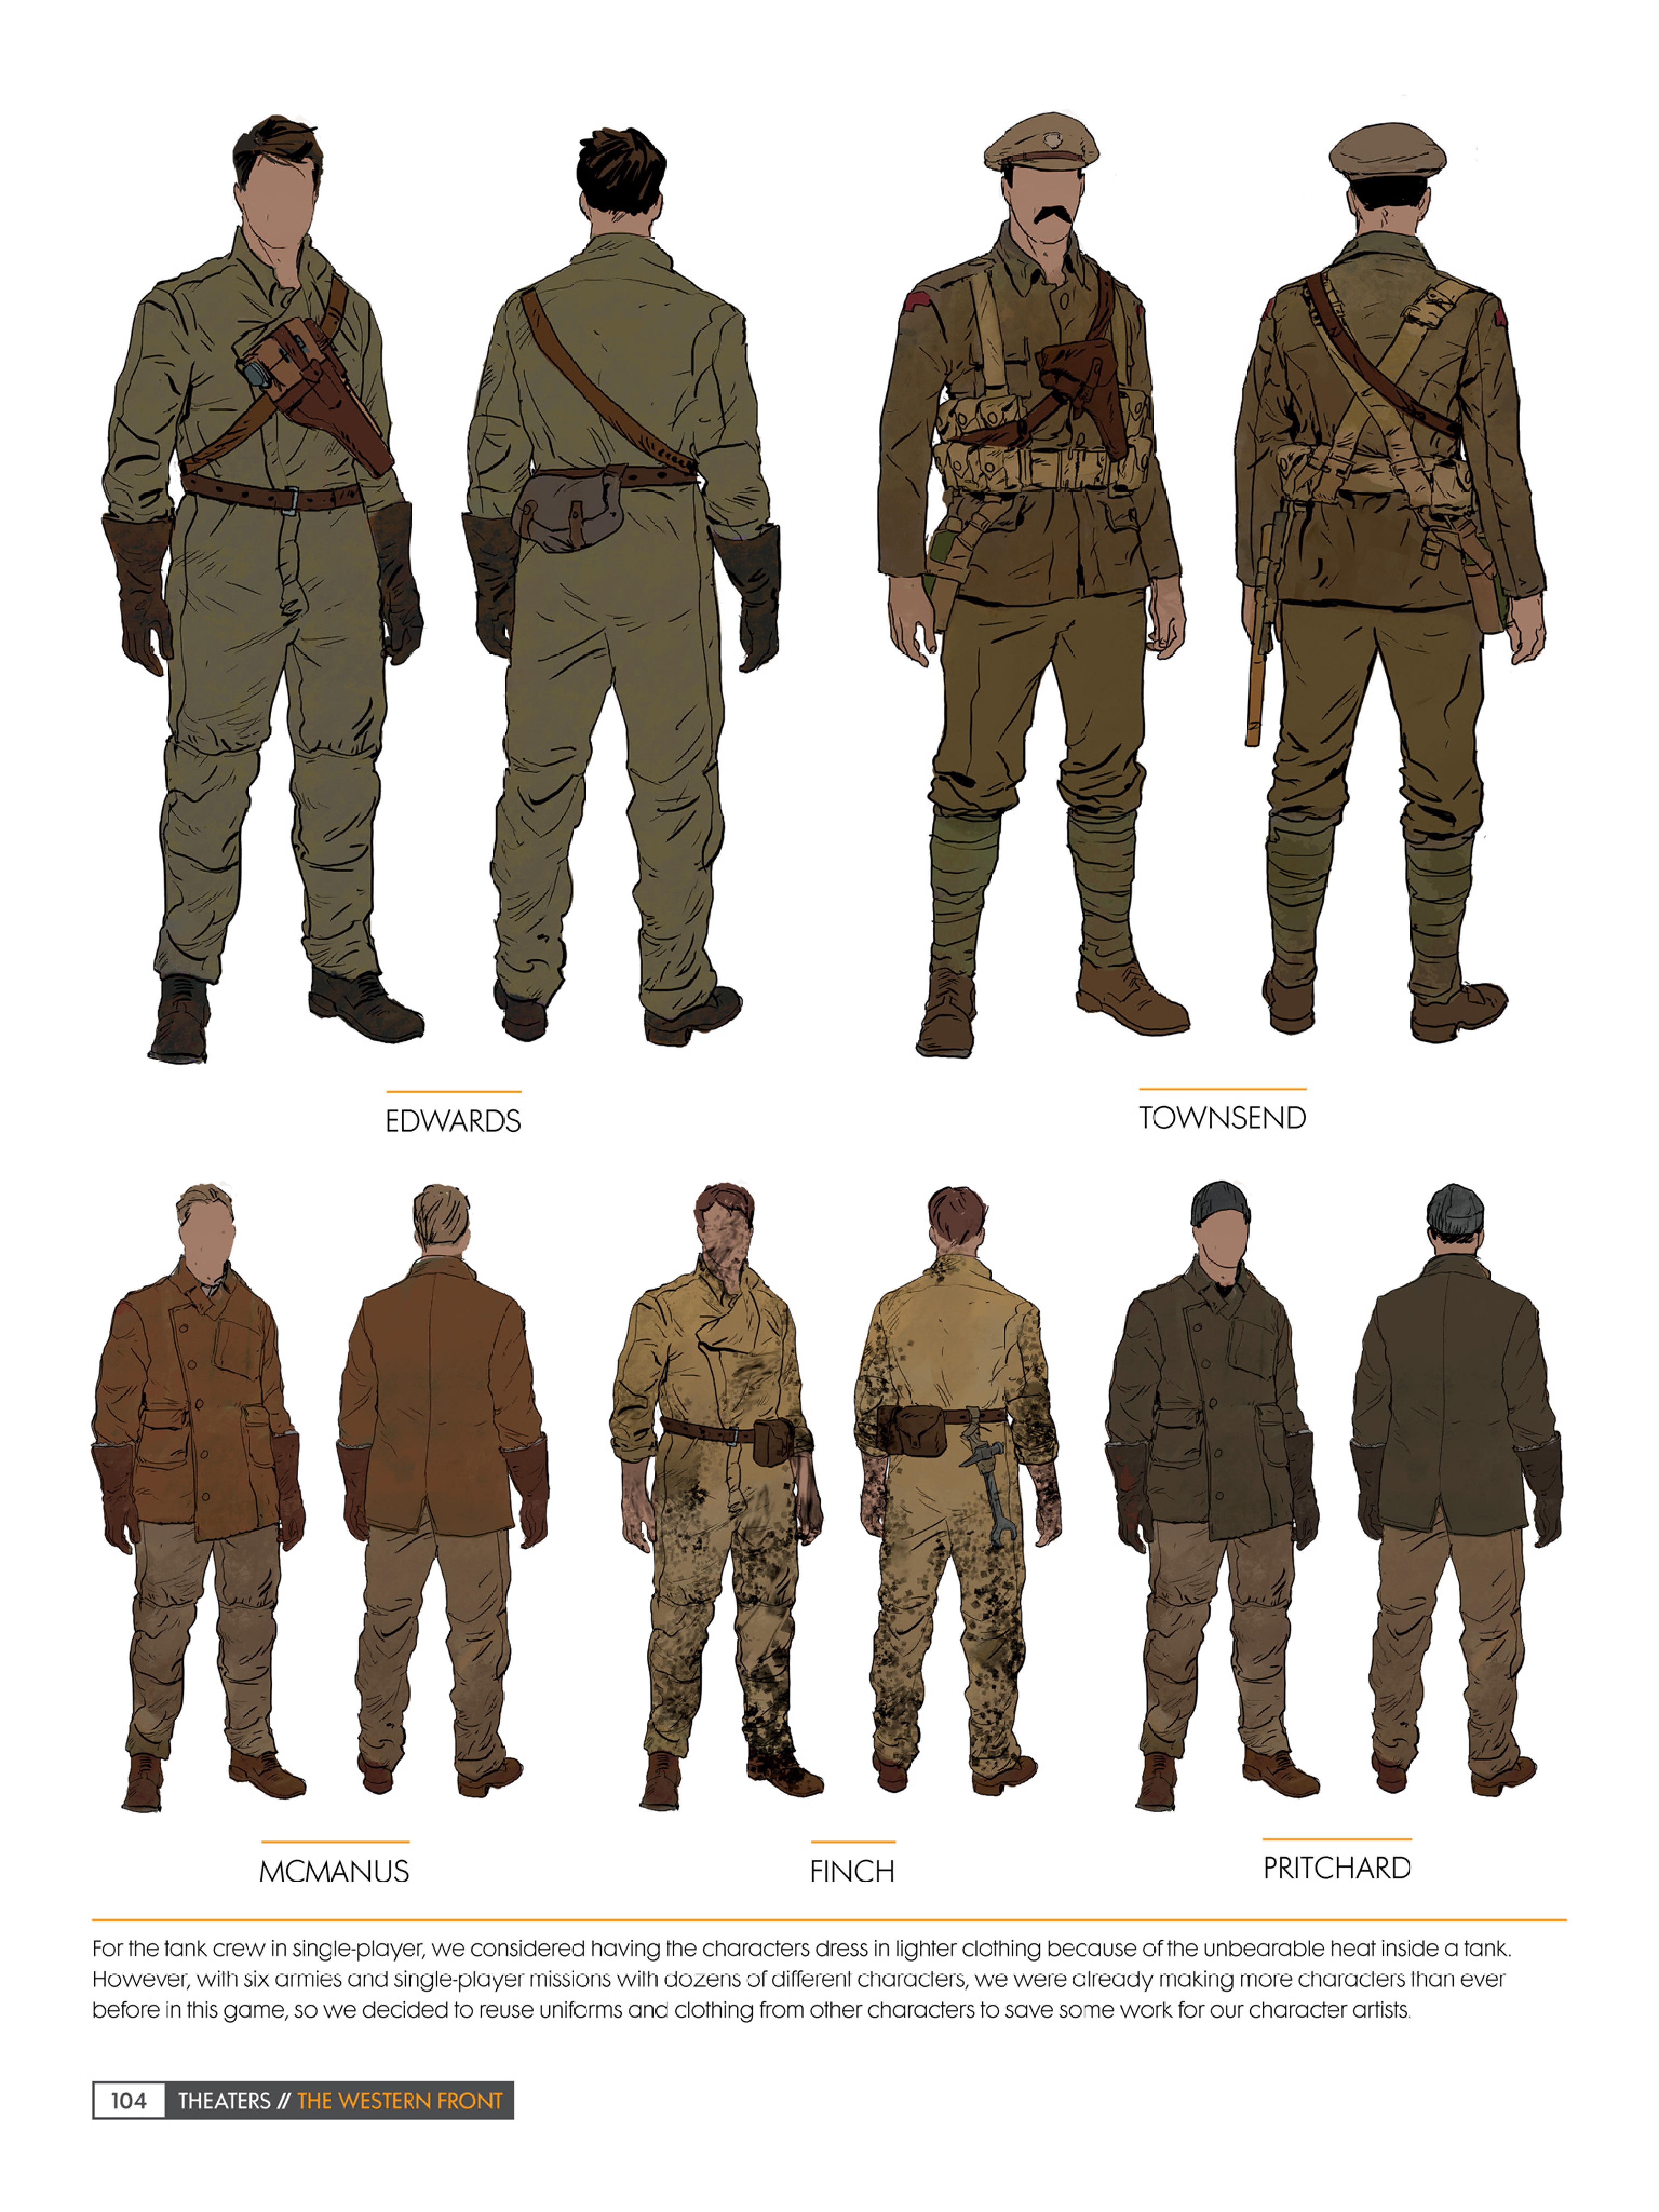 EDWARDS
TOWNSEND
MCMANUS
FINCH
PRITCHARD
For the tank crew in single-player, we considered having the characters dress in lighter clothing because of the unbearable heat inside a tank.
However, with six armies and single-player missions with dozens of different characters, we were already making more characters than ever
before in this game, so we decided to reuse uniforms and clothing from other characters to save some work for our character artists.
104 THEATERS // THE WESTERN FRONT